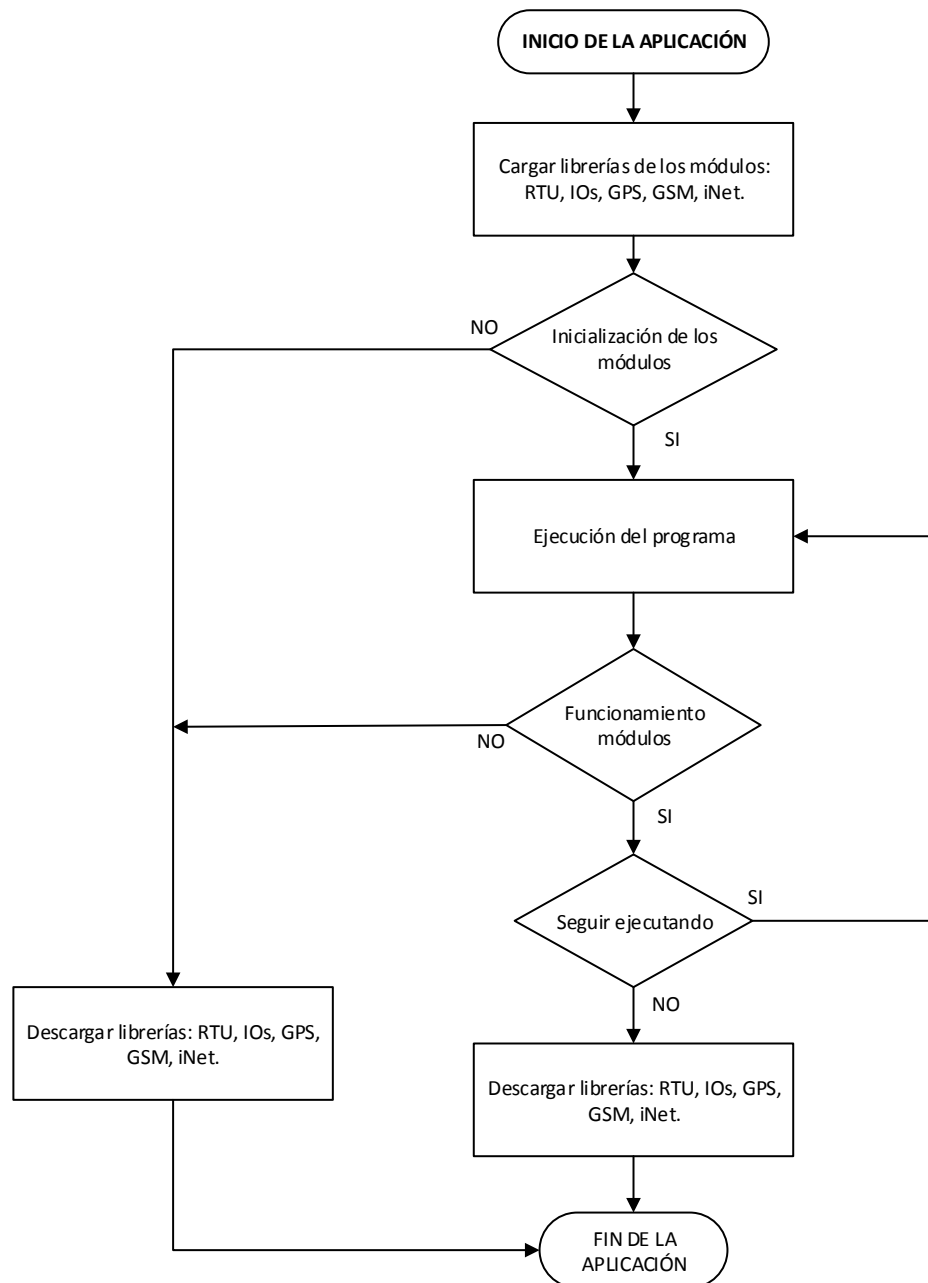 INICIO DE LA APLICACIÓN
Cargar librerías de los módulos:
RTU, IOs, GPS, GSM, iNet.
NO
Inicialización de los
módulos
SI
Ejecución del programa
Funcionamiento
módulos
NO
SI
Seguir ejecutando
SI
NO
Descargar librerías: RTU, IOs, GPS,
GSM, iNet.
Descargar librerías: RTU, IOs, GPS,
GSM, iNet.
FIN DE LA
APLICACIÓN